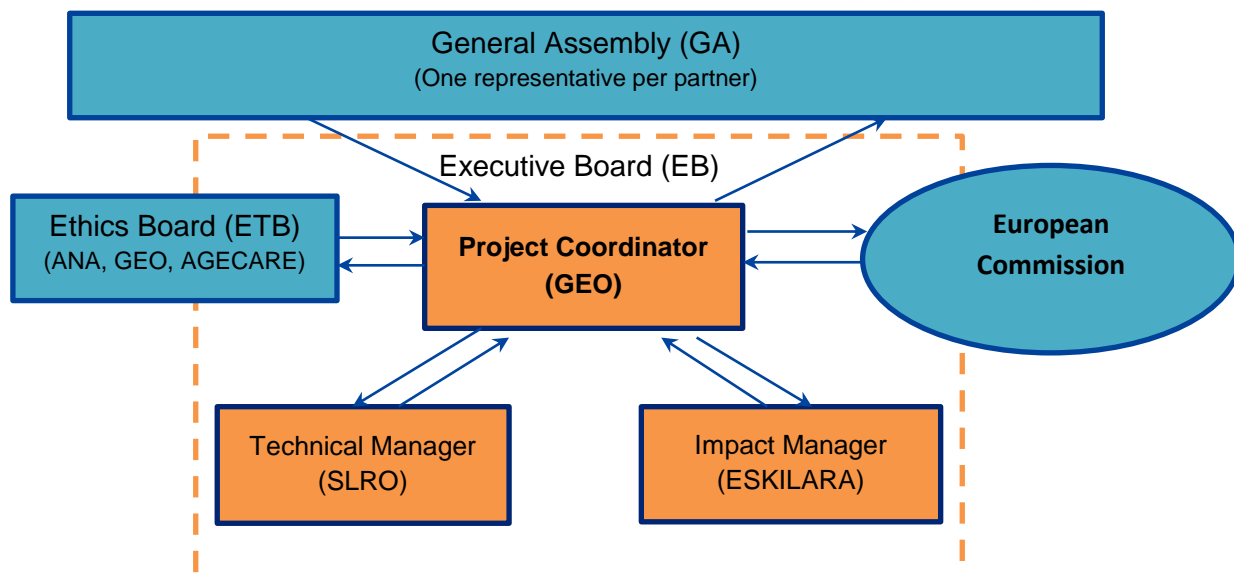 General Assembly (GA)
(One representative per partner)
Executive Board (EB)
Ethics Board (ETB)
(ANA, GEO, AGECARE)
Project Coordinator
(GEO)
European
Commission
Technical Manager
(SLRO)
Impact Manager
(ESKILARA)